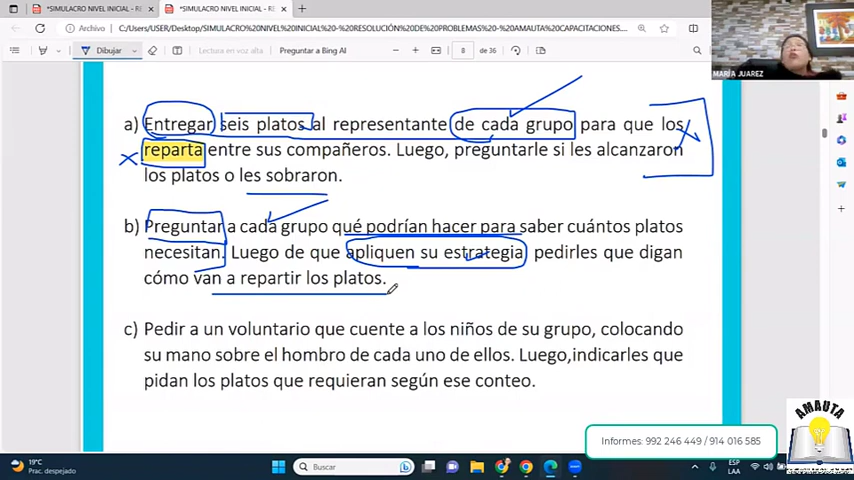 *SIMULACRO NIVEL INICIAL - RESO
*SIMULACRO NIVEL INICIAL - RESO
Archivo
C:/Users/USER/Desktop/SIMULACRO%20NIVEL%20INICIAL%20-%20RESOLUCIÓN%20DE%20PROBLEMAS%20-%20AMAUTA%20CAPACITACIONES....
Dibujar
Lectura en voz alta
Preguntar a Bing AI
8
de 36
MARÍA JUAREZ
a) Entregar seis platos al representante de cada grupo para que los
reparta entre sus compañeros. Luego, preguntarle si les alcanzaron
los platos o les sobraron.
b) Preguntar a cada grupo qué podrían hacer para saber cuántos platos
necesitan. Luego de que apliquen su estrategia pedirles que digan
cómo van a repartir los platos.
c) Pedir a un voluntario que cuente a los niños de su grupo, colocando
su mano sobre el hombro de cada uno de ellos. Luego,indicarles que
pidan los platos que requieran según ese conteo.
AMAUTA
Informes: 992 246 449 / 914 016 585
19°C
Prac. despejado
Buscar
ESP
LAA